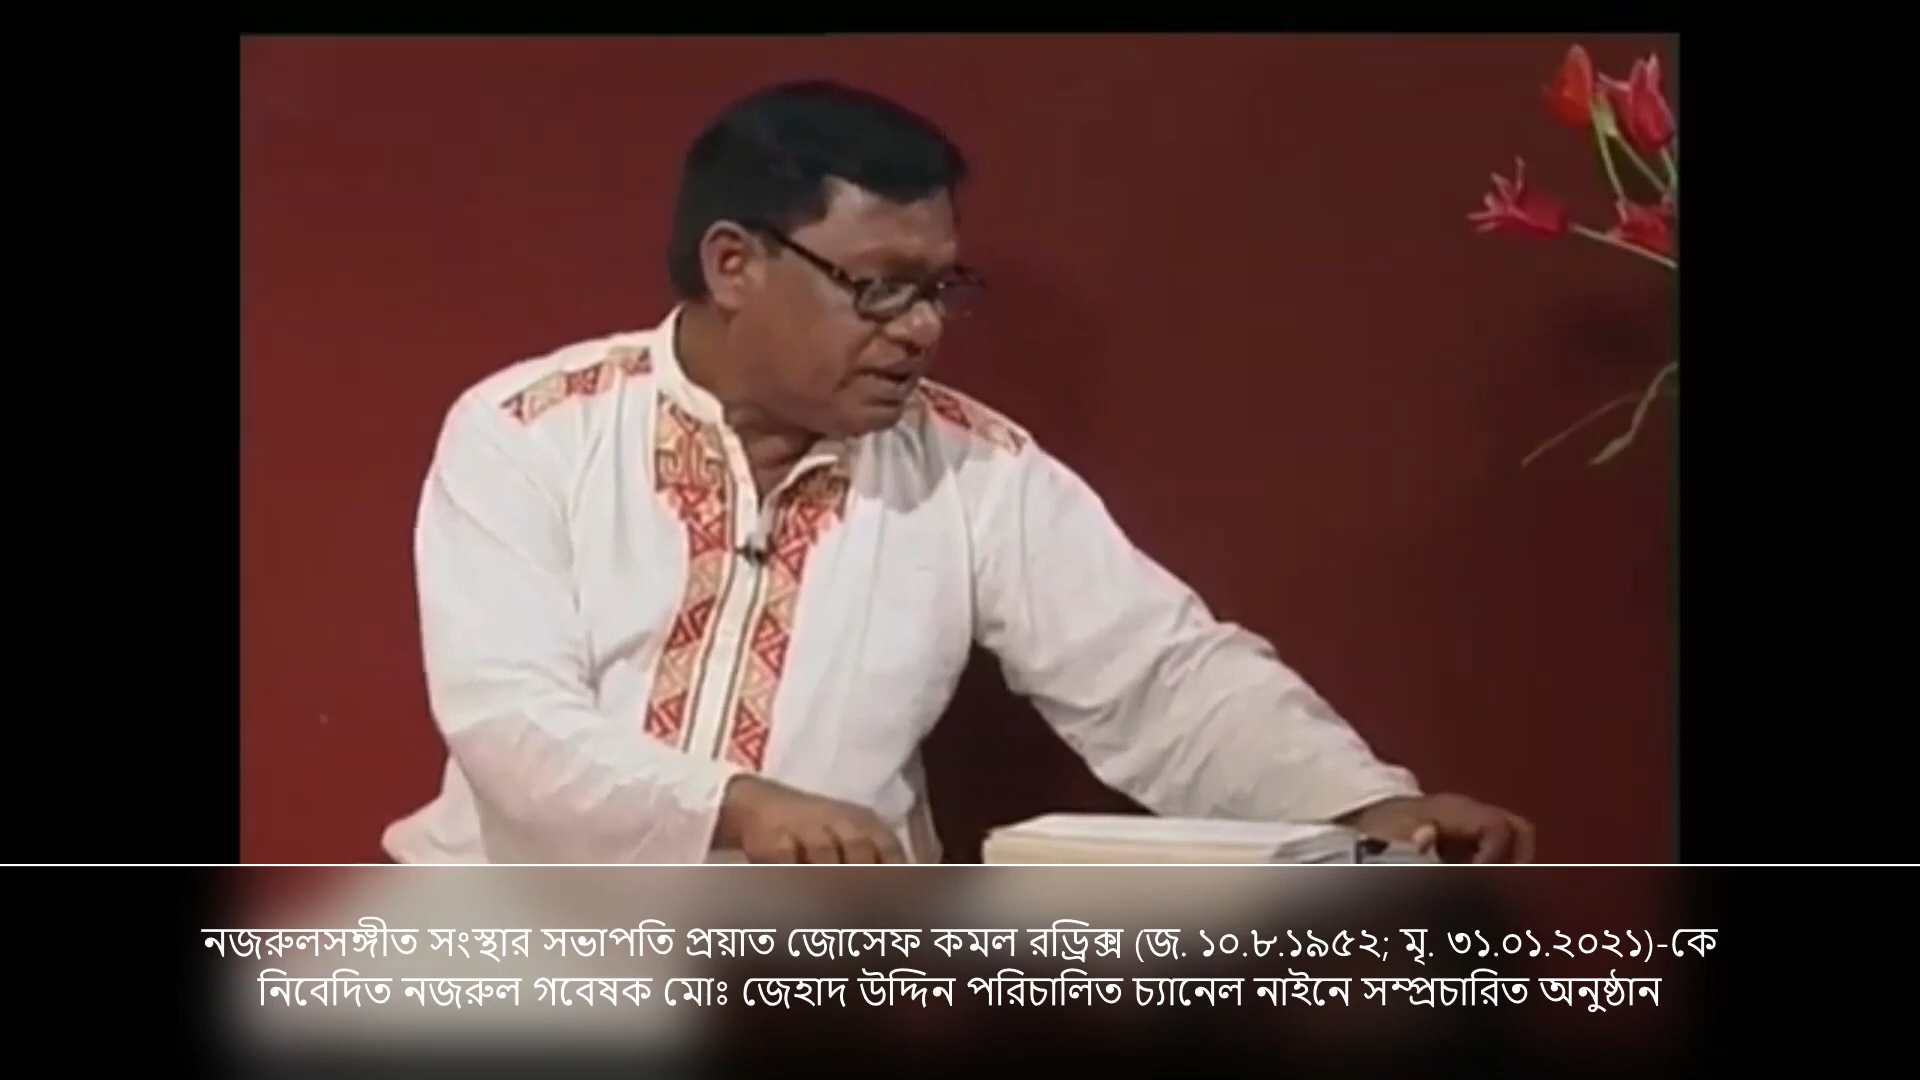 নজরুলসঙ্গীত সংস্থার সভাপতি প্রয়াত জোসেফ কমল রড্রিক্স (জ. ১০.৮.১৯৫২; মৃ. ৩১.০১.২০২১)-কে
নিবেদিত নজরুল গবেষক মোঃ জেহাদ উদ্দিন পরিচালিত চ্যানেল নাইনে সম্প্রচারিত অনুষ্ঠান